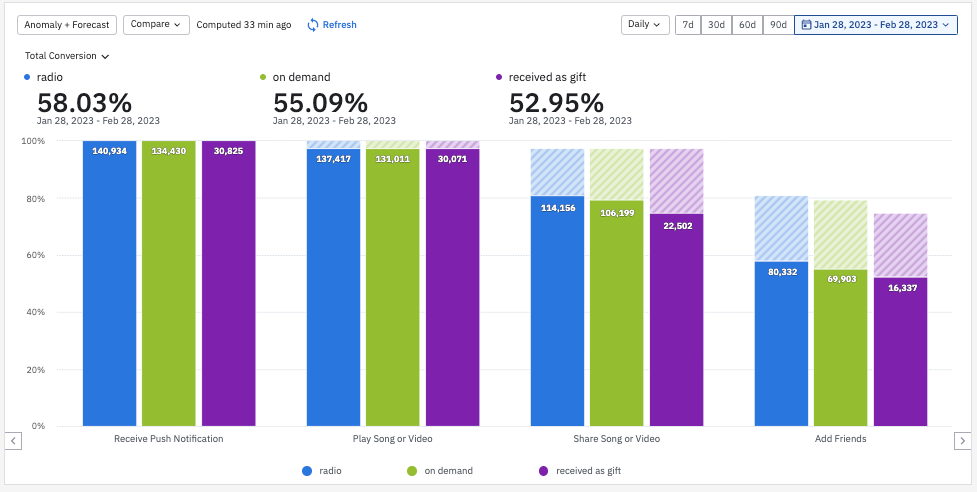 Anomaly + Forecast Compare Computed 33 min ago Refresh Daily 7d 30d 60d 90d Jan 28, 2023 - Feb 28, 2023
Total Conversion
radio on demand received as gift
58.03% 55.09% 52.95%
Jan 28, 2023 - Feb 28, 2023 Jan 28, 2023 - Feb 28, 2023 Jan 28, 2023 - Feb 28, 2023
100%
140,934 134,430 30,825 137,417 131,011 30,071
80%
114,156 106,199 22,502
60%
80,332 69,903 16,337
40%
20%
0%
Receive Push Notification Play Song or Video Share Song or Video Add Friends
radio on demand received as gift